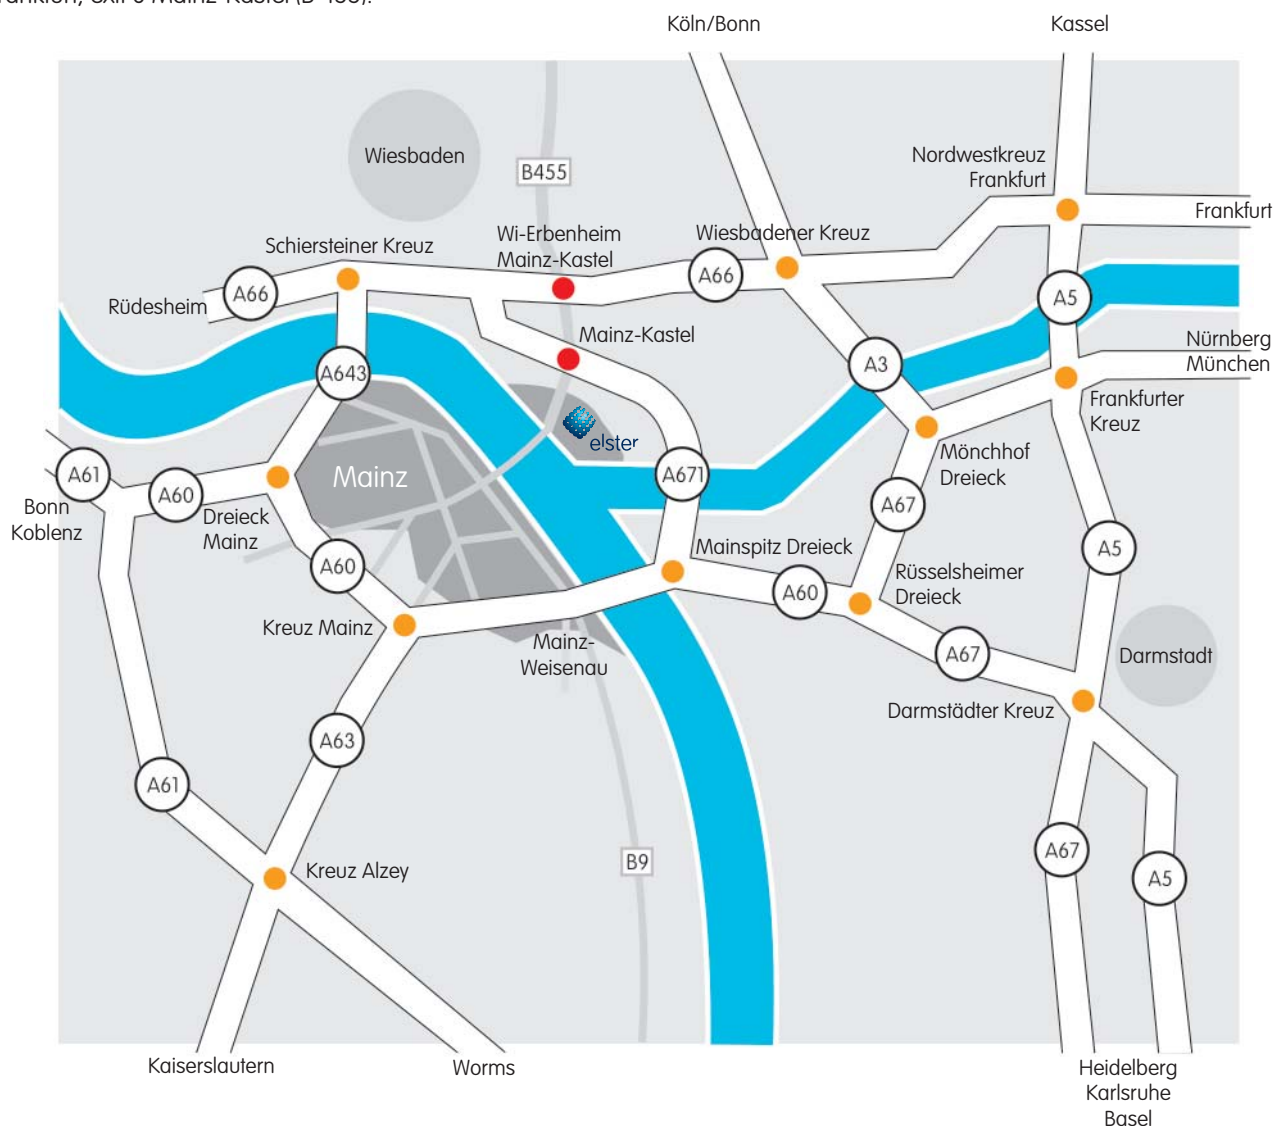 Köln/Bonn
Kassel
Wiesbaden
B455
Nordwestkreuz
Frankfurt
Frankfurt
Schiersteiner Kreuz
Wi-Erbenheim
Mainz-Kastel
Wiesbadener Kreuz
A66
A66
Rüdesheim
A5
Mainz-Kastel
Nürnberg
München
A643
A3
Frankfurter
Kreuz
elster
Mönchhof
Dreieck
A61
Mainz
A671
A60
Bonn
Koblenz
Dreieck
Mainz
A67
A5
Mainspitz Dreieck
A60
A60
Rüsselsheimer
Dreieck
Kreuz Mainz
Mainz-
Weisenau
A67
Darmstadt
Darmstädter Kreuz
A63
A61
B9
A67
Kreuz Alzey
A5
Kaiserslautern
Worms
Heidelberg
Karlsruhe
Basel